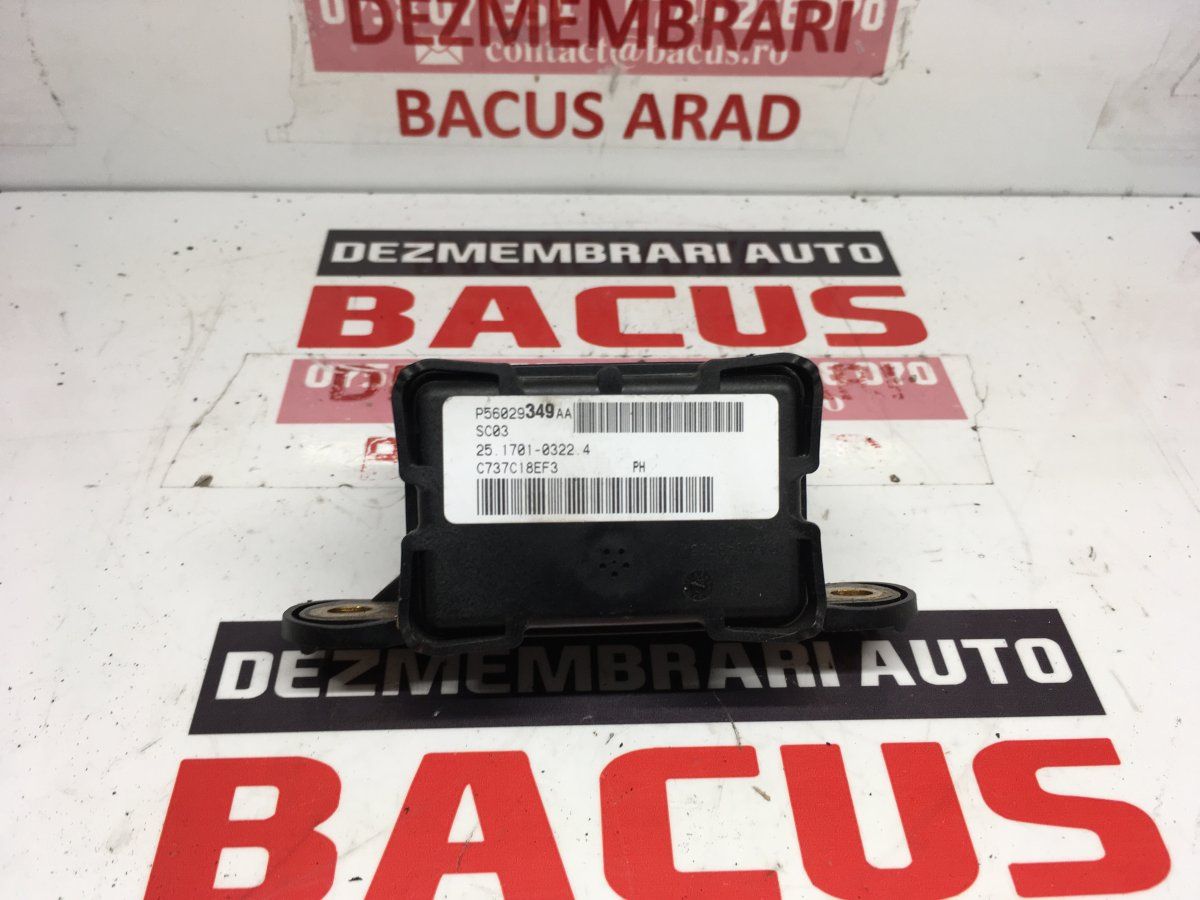 DEZMEMBRARI
contact@bacus.ro
BACUS ARAD
DEZMEMBRARI AUTO
BACUS
P56029349AA
SC03
25.1701-0322.4
C737C18EF3 PH
DEZMEMBRARI AUTO
BACUS